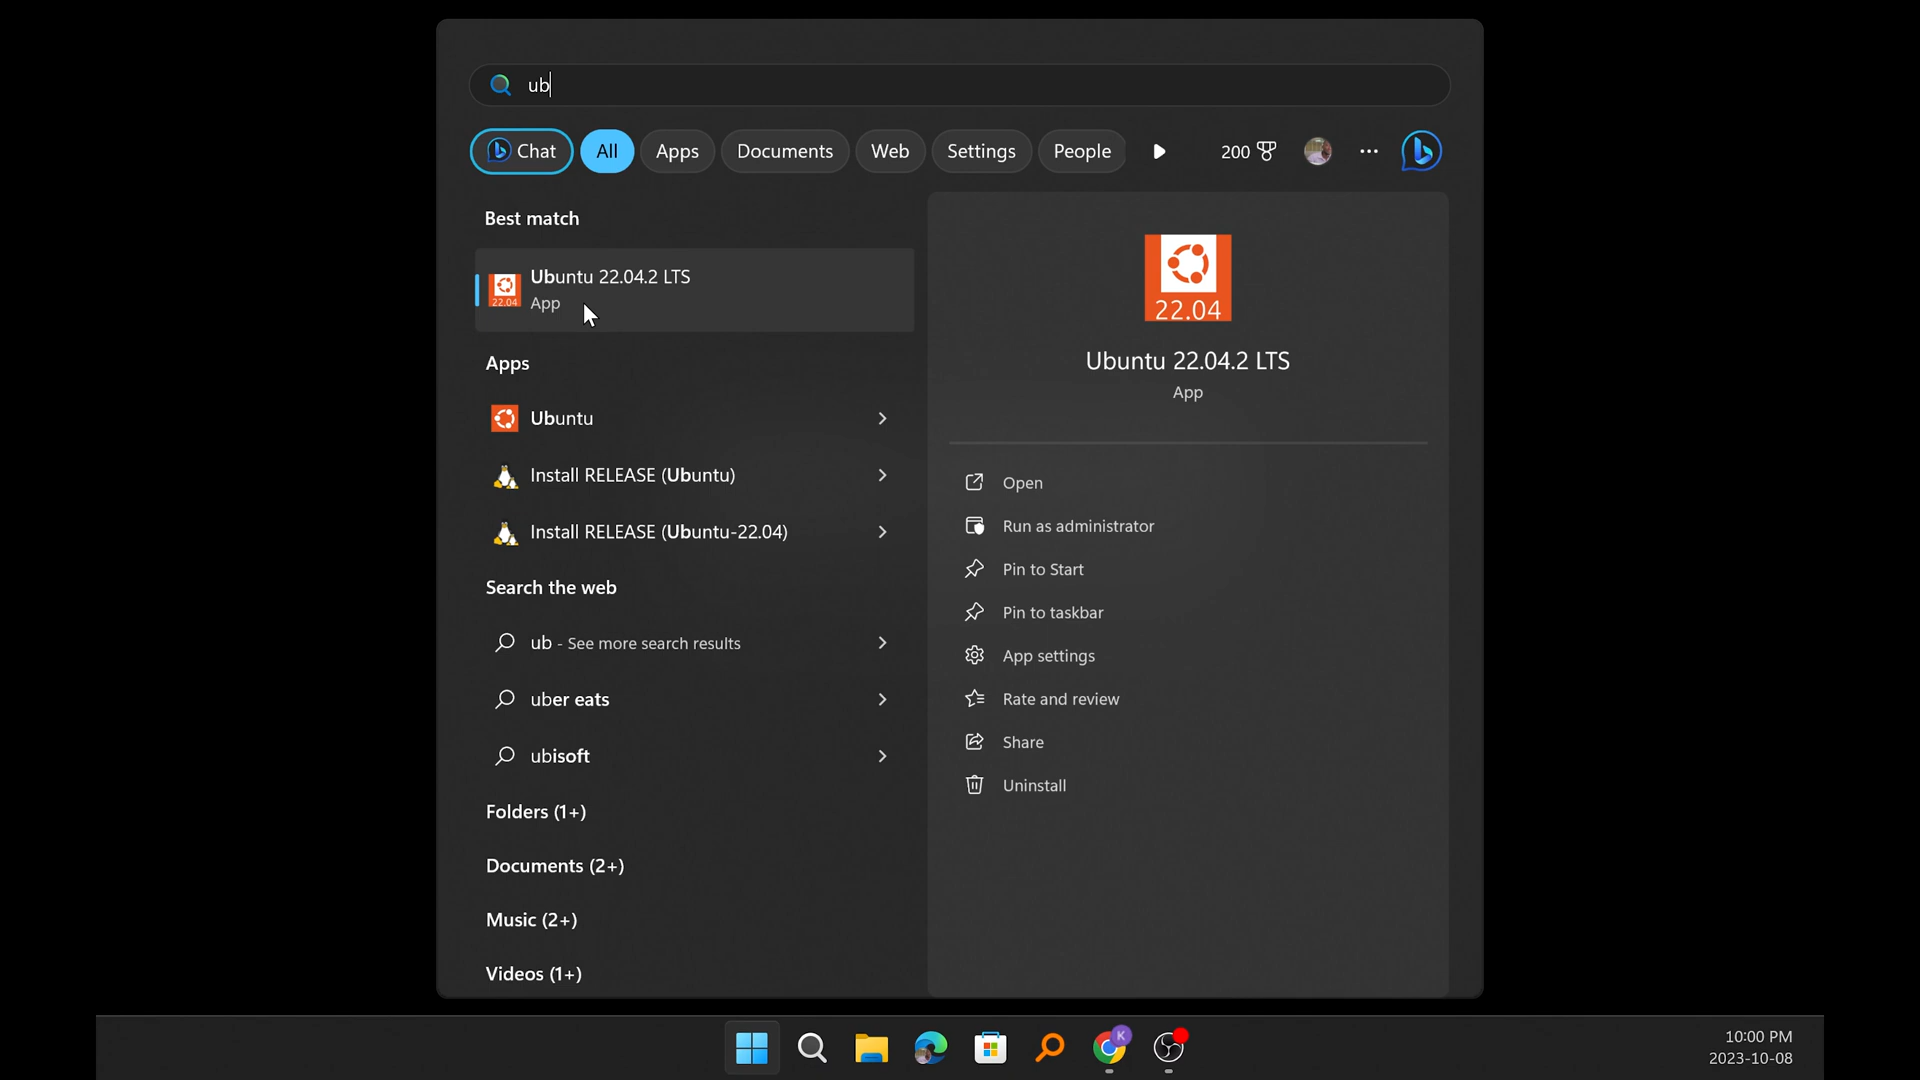 ub
Chat All Apps Documents Web Settings People 200
Best match
Ubuntu 22.04.2 LTS
App
22.04
Apps
Ubuntu
Install RELEASE (Ubuntu)
Install RELEASE (Ubuntu-22.04)
Search the web
ub - See more search results
uber eats
ubisoft
Folders (1+)
Documents (2+)
Music (2+)
Videos (1+)
22.04
Ubuntu 22.04.2 LTS
App
Open
Run as administrator
Pin to Start
Pin to taskbar
App settings
Rate and review
Share
Uninstall
K
10:00 PM
2023-10-08